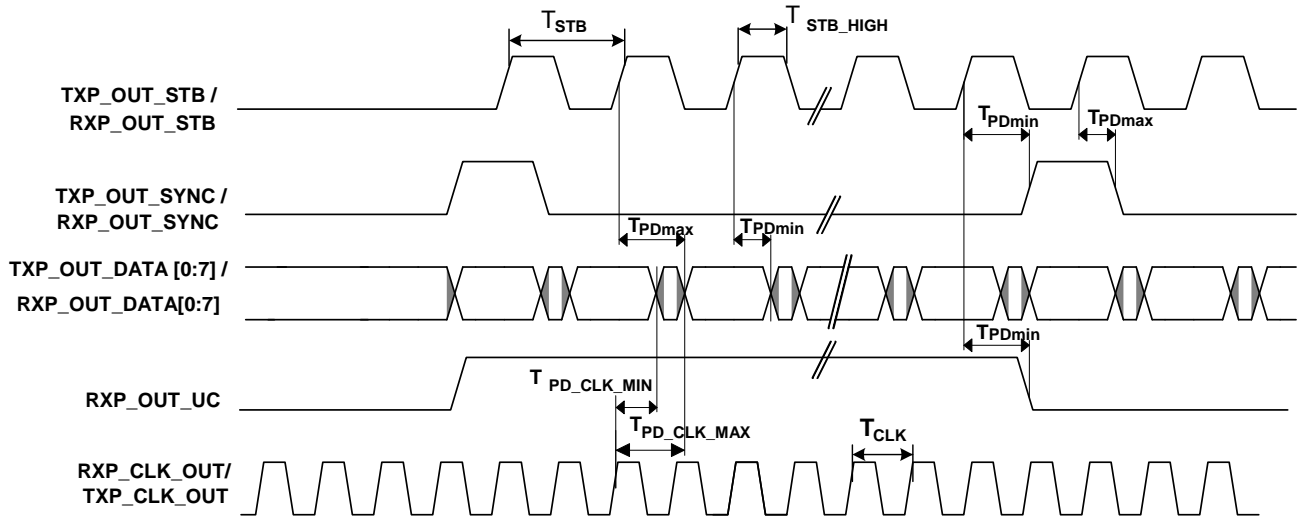 T STB
T STB_HIGH
TXP_OUT_STB /
RXP_OUT_STB
TPDmin
TPDmax
TXP_OUT_SYNC /
RXP_OUT_SYNC
TPDmax
TPDmin
TXP_OUT_DATA [0:7] /
RXP_OUT_DATA[0:7]
TPDmin
T PD_CLK_MIN
RXP_OUT_UC
TPD_CLK_MAX
TCLK
RXP_CLK_OUT/
TXP_CLK_OUT